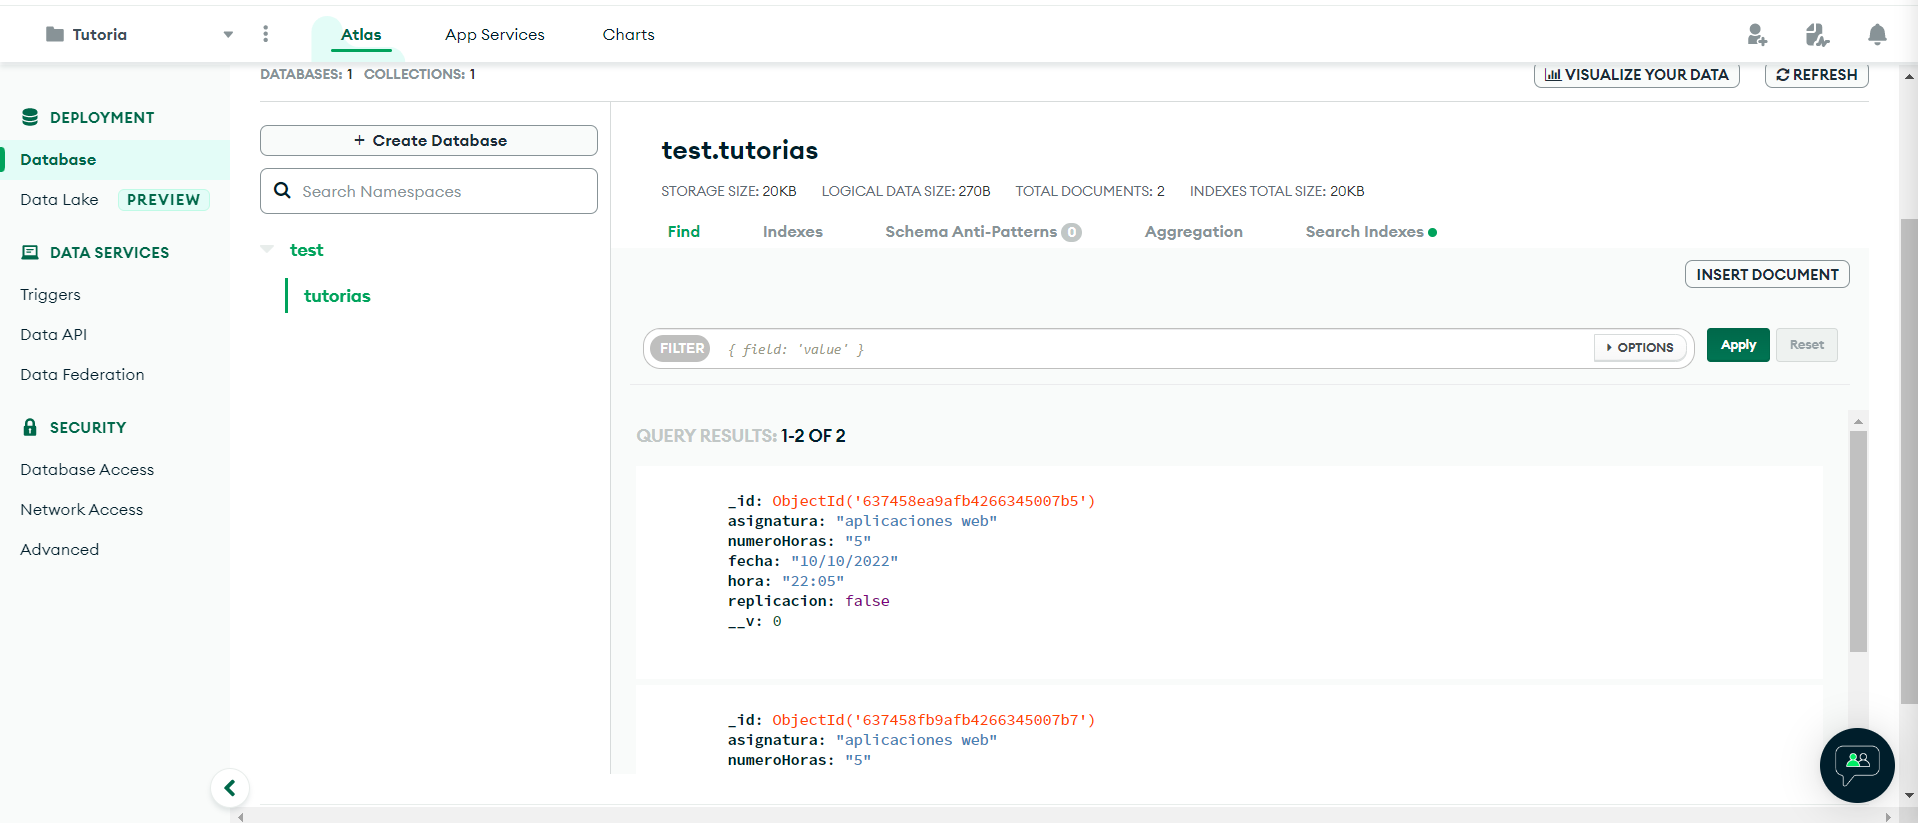 Tutoria
Atlas
App Services
Charts
DATABASES: 1 COLLECTIONS: 1
VISUALIZE YOUR DATA
REFRESH
DEPLOYMENT
Database
Data Lake PREVIEW
DATA SERVICES
Triggers
Data API
Data Federation
SECURITY
Database Access
Network Access
Advanced
+ Create Database
Search Namespaces
test
tutorias
test.tutorias
STORAGE SIZE: 20KB LOGICAL DATA SIZE: 270B TOTAL DOCUMENTS: 2 INDEXES TOTAL SIZE: 20KB
Find Indexes Schema Anti-Patterns 0 Aggregation Search Indexes
INSERT DOCUMENT
FILTER { field: 'value' } OPTIONS Apply Reset
QUERY RESULTS: 1-2 OF 2
_id: ObjectId('637458ea9afb4266345007b5')
asignatura: "aplicaciones web"
numeroHoras: "5"
fecha: "10/10/2022"
hora: "22:05"
replicacion: false
__v: 0
_id: ObjectId('637458fb9afb4266345007b7')
asignatura: "aplicaciones web"
numeroHoras: "5"